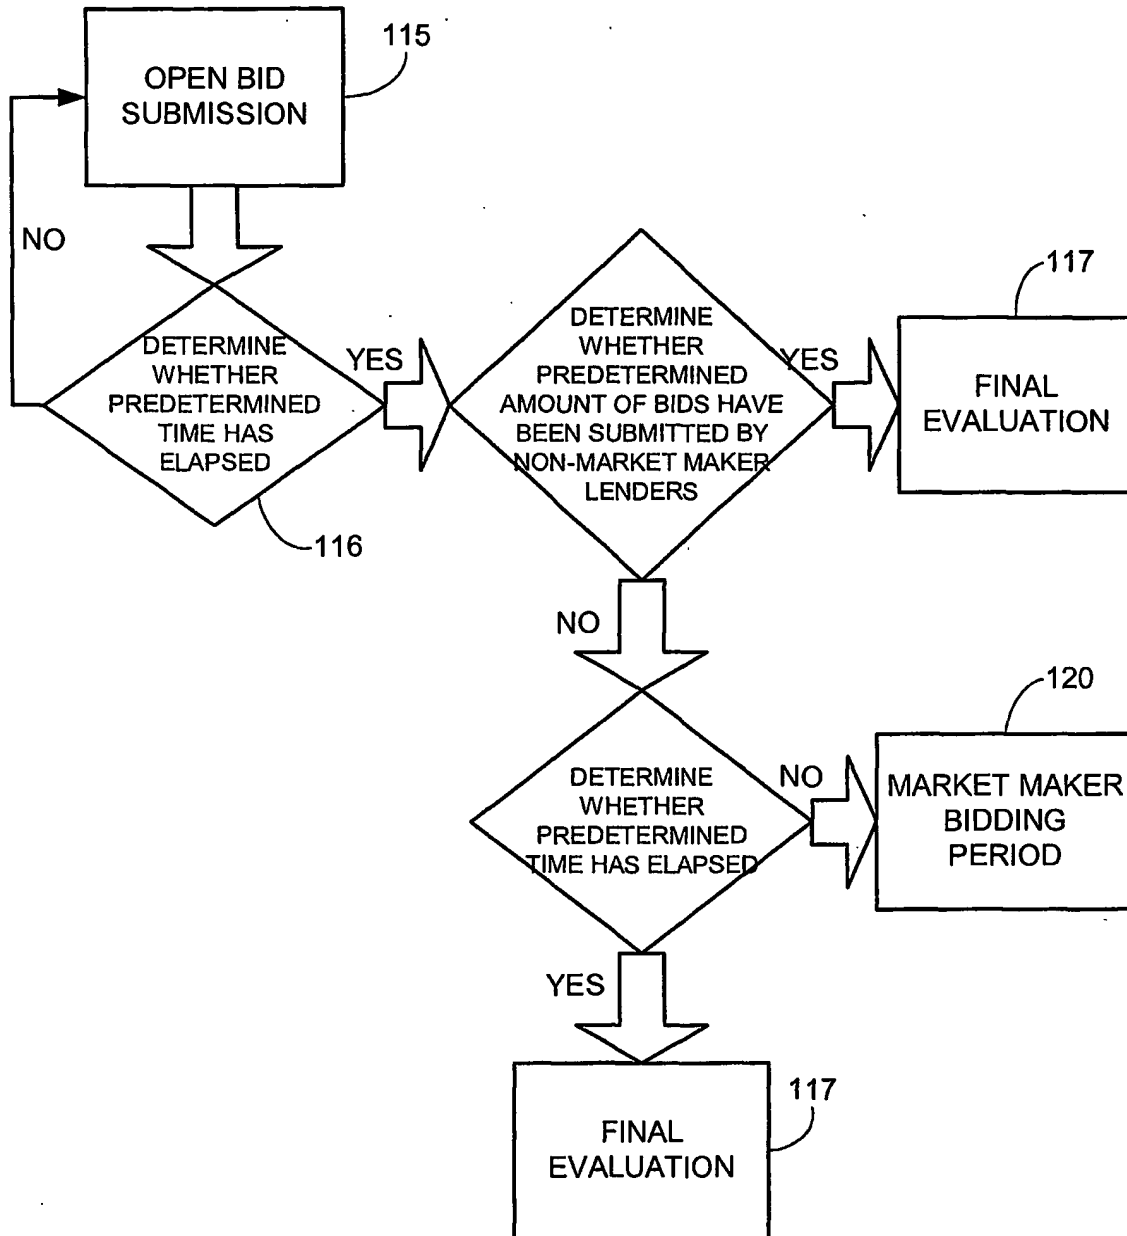 115
OPEN BID
SUBMISSION
NO
DETERMINE
WHETHER
PREDETERMINED
TIME HAS
ELAPSED
116
YES
DETERMINE
WHETHER
PREDETERMINED
AMOUNT OF BIDS HAVE
BEEN SUBMITTED BY
NON-MARKET MAKER
LENDERS
YES
117
FINAL
EVALUATION
NO
DETERMINE
WHETHER
PREDETERMINED
TIME HAS ELAPSED
NO
120
MARKET MAKER
BIDDING
PERIOD
YES
117
FINAL
EVALUATION